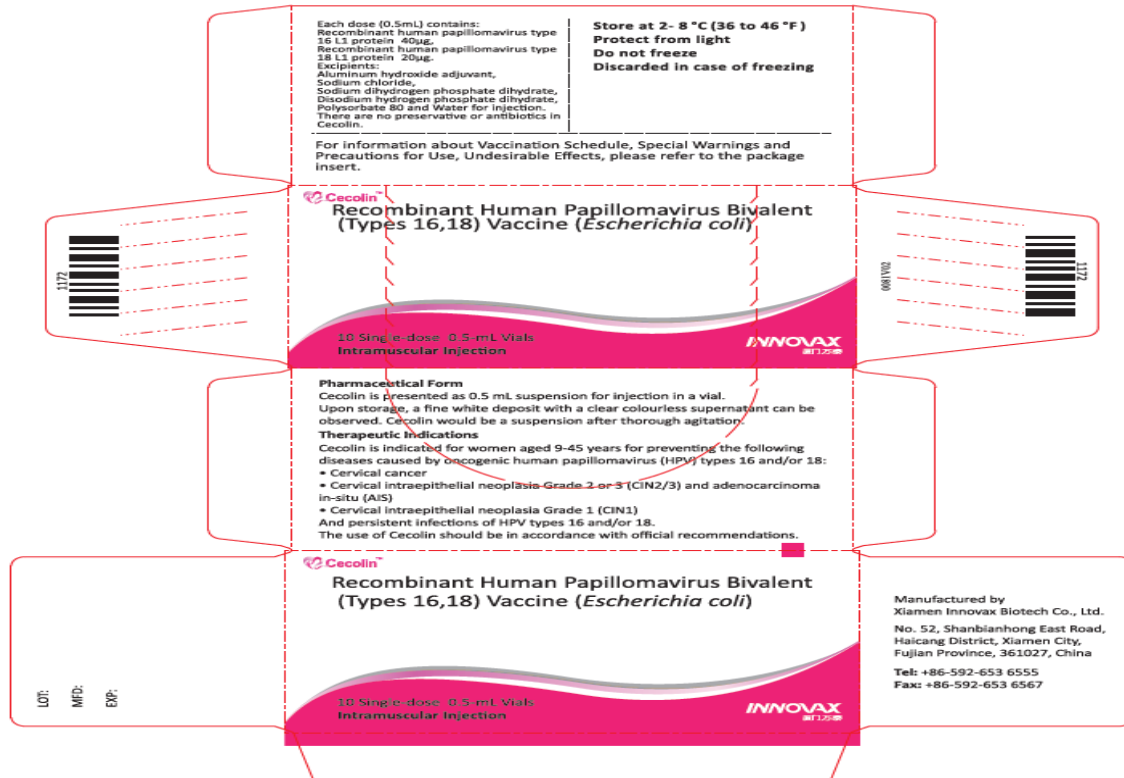 Each dose (0.5mL) contains:
Recombinant human papillomavirus type
16 L1 protein 40µg,
Recombinant human papillomavirus type
18 L1 protein 20µg.
Excipients:
Aluminum hydroxide adjuvant,
Sodium chloride,
Sodium dihydrogen phosphate dihydrate,
Disodium hydrogen phosphate dihydrate,
Polysorbate 80 and Water for injection.
There are no preservative or antibiotics in
Cecolin.
Store at 2- 8 °C (36 to 46 °F)
Protect from light
Do not freeze
Discarded in case of freezing
For information about Vaccination Schedule, Special Warnings and
Precautions for Use, Undesirable Effects, please refer to the package
insert.
Cecolin™
Recombinant Human Papillomavirus Bivalent
(Types 16,18) Vaccine (Escherichia coli)
1172
0081V02
1172
10 Single-dose 0.5-mL Vials
Intramuscular Injection
INNOVAX
厦门万泰
Pharmaceutical Form
Cecolin is presented as 0.5 mL suspension for injection in a vial.
Upon storage, a fine white deposit with a clear colourless supernatant can be
observed. Cecolin would be a suspension after thorough agitation.
Therapeutic Indications
Cecolin is indicated for women aged 9-45 years for preventing the following
diseases caused by oncogenic human papillomavirus (HPV) types 16 and/or 18:
• Cervical cancer
• Cervical intraepithelial neoplasia Grade 2 or 3 (CIN2/3) and adenocarcinoma
in-situ (AIS)
• Cervical intraepithelial neoplasia Grade 1 (CIN1)
And persistent infections of HPV types 16 and/or 18.
The use of Cecolin should be in accordance with official recommendations.
Cecolin™
Recombinant Human Papillomavirus Bivalent
(Types 16,18) Vaccine (Escherichia coli)
10 Single-dose 0.5-mL Vials
Intramuscular Injection
INNOVAX
厦门万泰
LOT:
MFD:
EXP:
Manufactured by
Xiamen Innovax Biotech Co., Ltd.
No. 52, Shanbianhong East Road,
Haicang District, Xiamen City,
Fujian Province, 361027, China
Tel: +86-592-653 6555
Fax: +86-592-653 6567